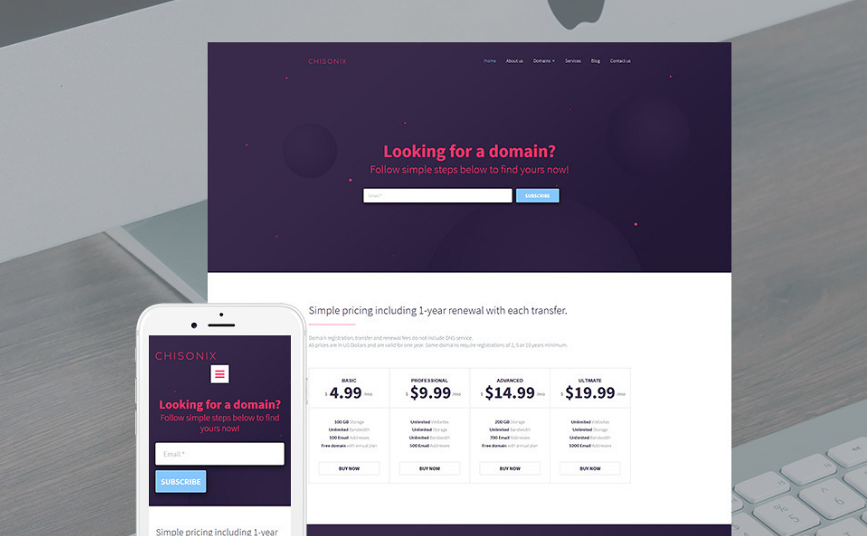 CHISONIX
Home About us Domains Services Blog Contact us
Looking for a domain?
Follow simple steps below to find yours now!
Email*
SUBSCRIBE
Simple pricing including 1-year renewal with each transfer.
Domain registration, transfer and renewal fees do not include DNS service.
All prices are in US Dollars and are valid for one year. Some domains require registrations of 2, 5 or 10 years minimum.
BASIC
$ 4.99 /mo
100 GB Storage
Unlimited Bandwidth
100 Email Addresses
Free domain with annual plan
BUY NOW
PROFESSIONAL
$ $9.99 /mo
Unlimited Websites
Unlimited Storage
Unlimited Bandwidth
500 Email Addresses
BUY NOW
ADVANCED
$ $14.99 /mo
200 GB Storage
Unlimited Bandwidth
700 Email Addresses
Free domain with annual plan
BUY NOW
ULTIMATE
$ $19.99 /mo
Unlimited Websites
Unlimited Storage
Unlimited Bandwidth
1000 Email Addresses
BUY NOW
CHISONIX
Looking for a domain?
Follow simple steps below to find
yours now!
Email *
SUBSCRIBE
Simple pricing including 1-year